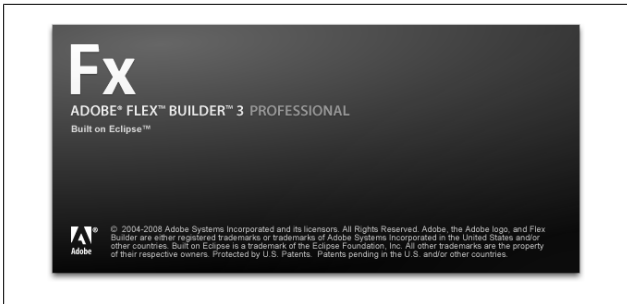 Fx
ADOBE® FLEX™ BUILDER™ 3 PROFESSIONAL
Built on Eclipse™
Adobe®
© 2004-2008 Adobe Systems Incorporated and its licensors. All Rights Reserved. Adobe, the Adobe logo, and Flex
Builder are either registered trademarks or trademarks of Adobe Systems Incorporated in the United States and/or
other countries. Built on Eclipse is a trademark of the Eclipse Foundation, Inc. All other trademarks are the property
of their respective owners. Protected by U.S. Patents. Patents pending in the U.S. and/or other countries.